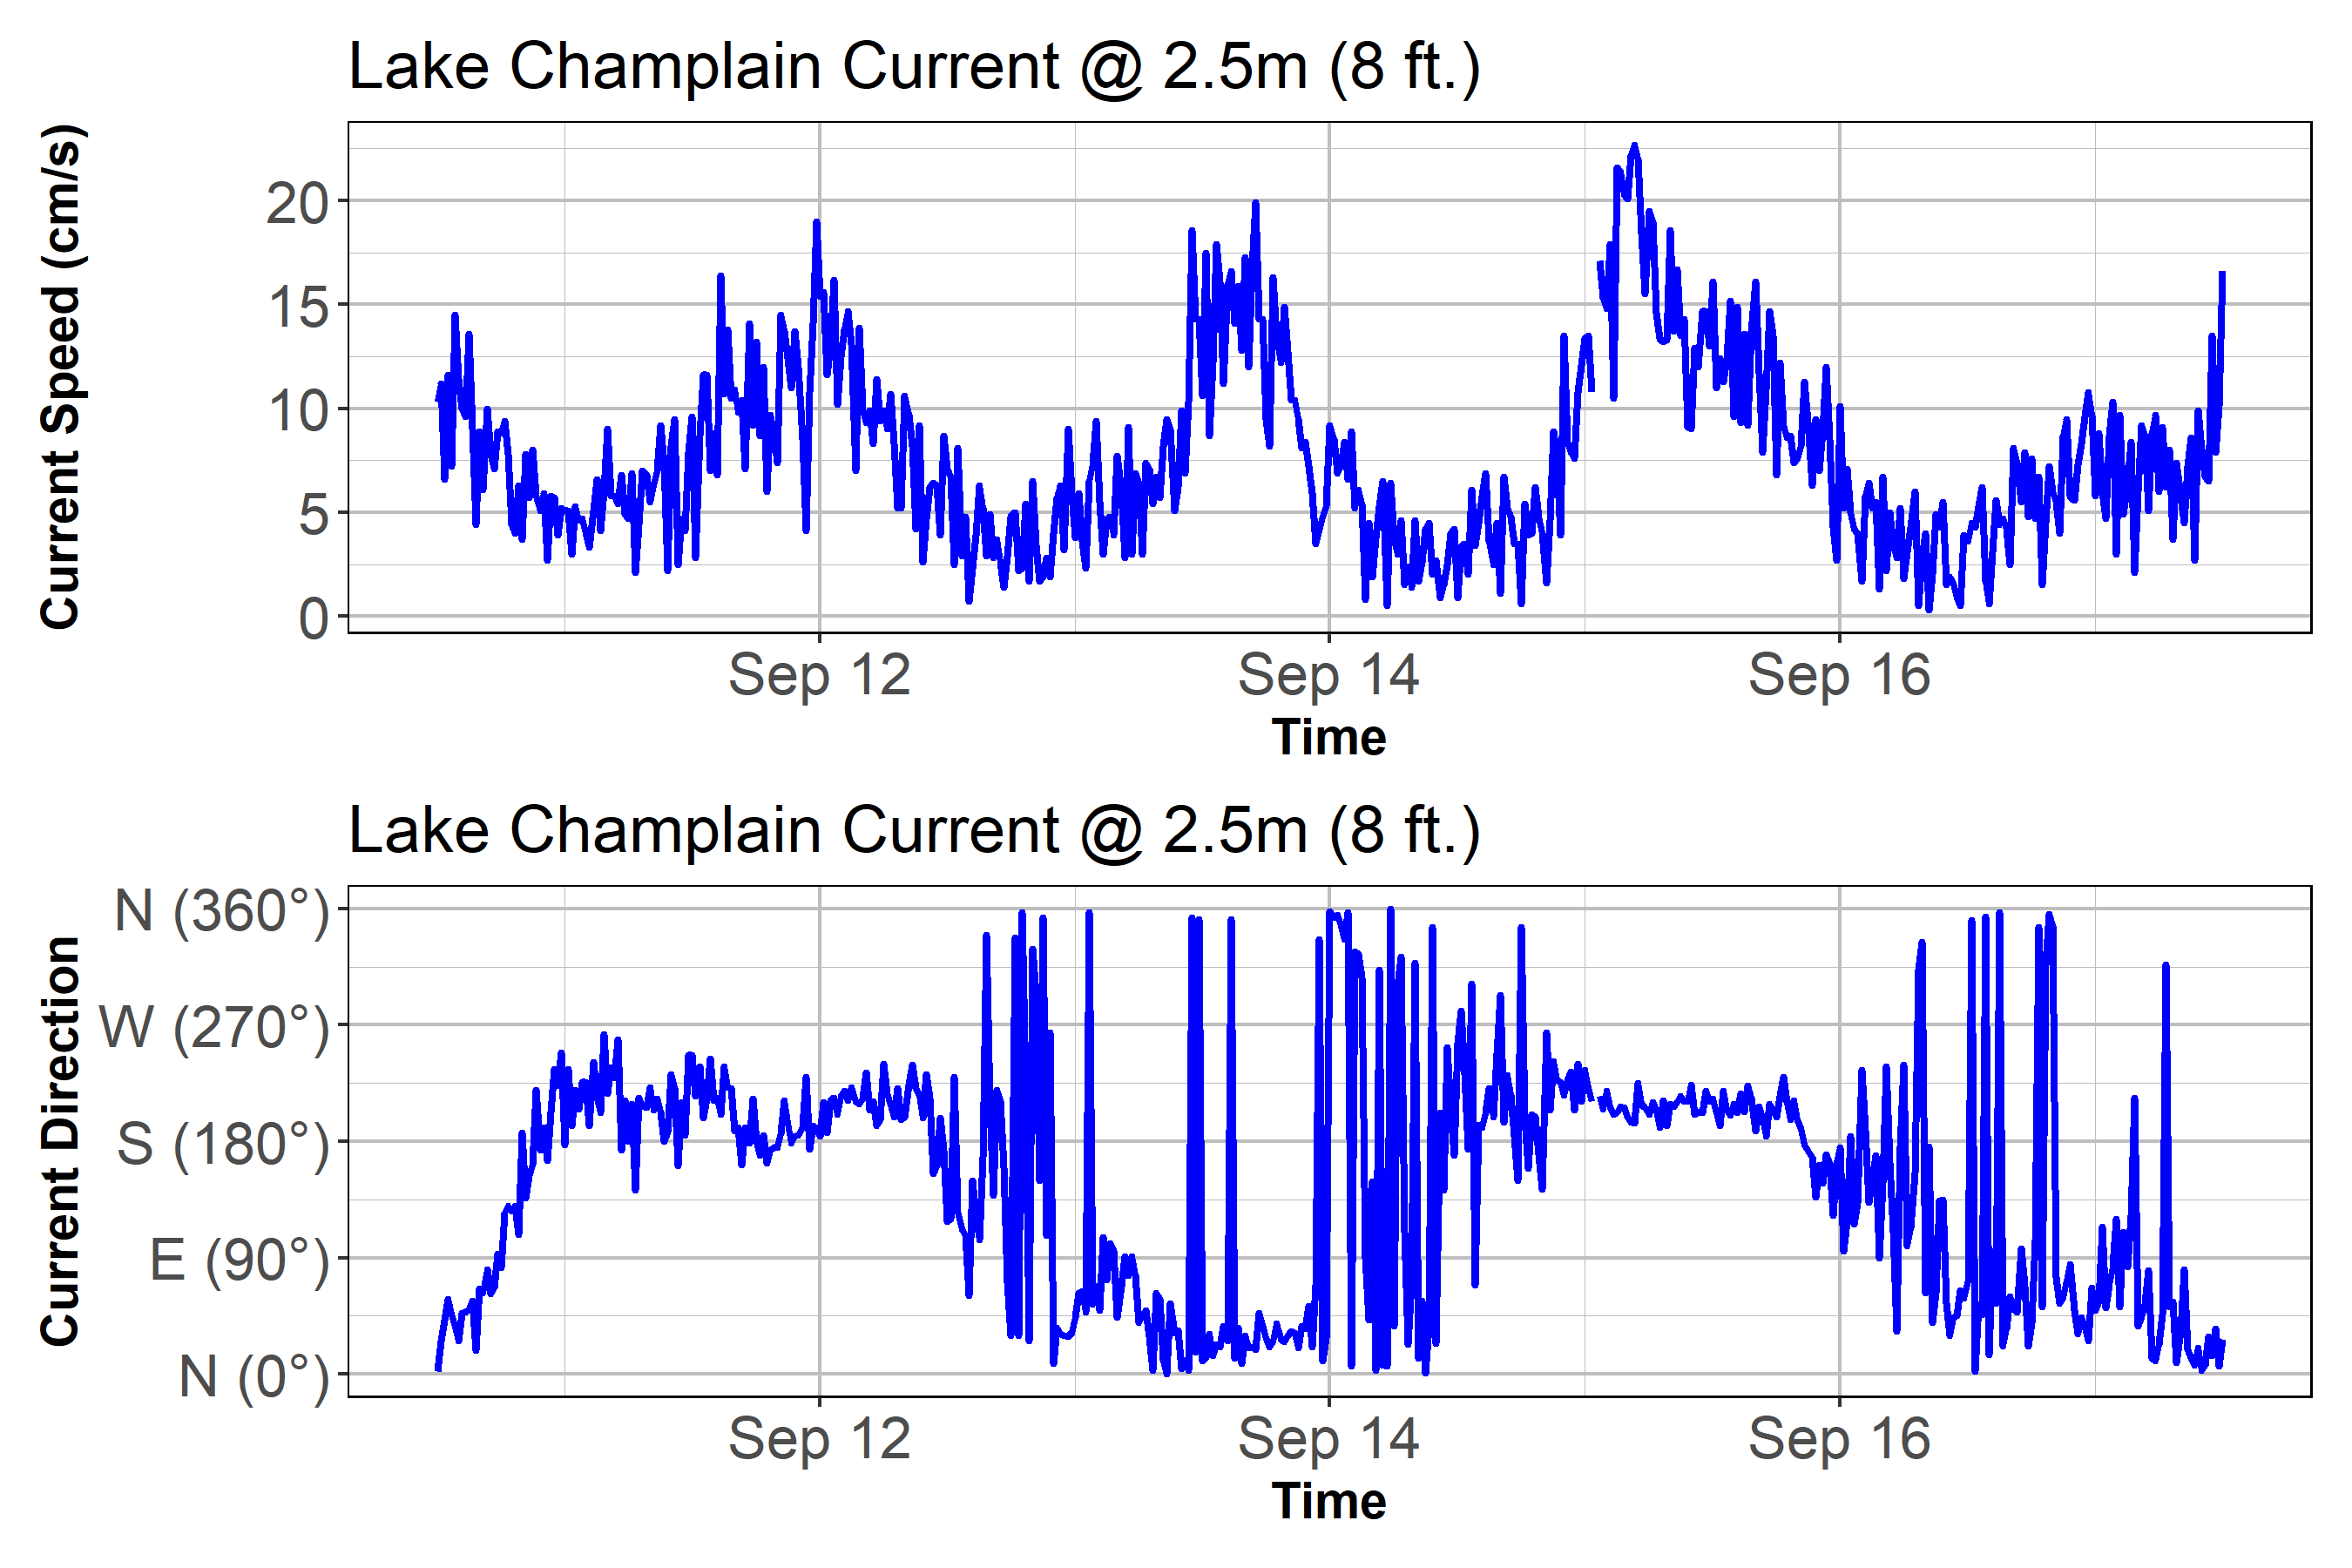 Lake Champlain Current @ 2.5m (8 ft.)
Current Speed (cm/s)
20
15
10
5
0
Sep 12
Sep 14
Sep 16
Time
Lake Champlain Current @ 2.5m (8 ft.)
Current Direction
N (360°)
W (270°)
S (180°)
E (90°)
N (0°)
Sep 12
Sep 14
Sep 16
Time